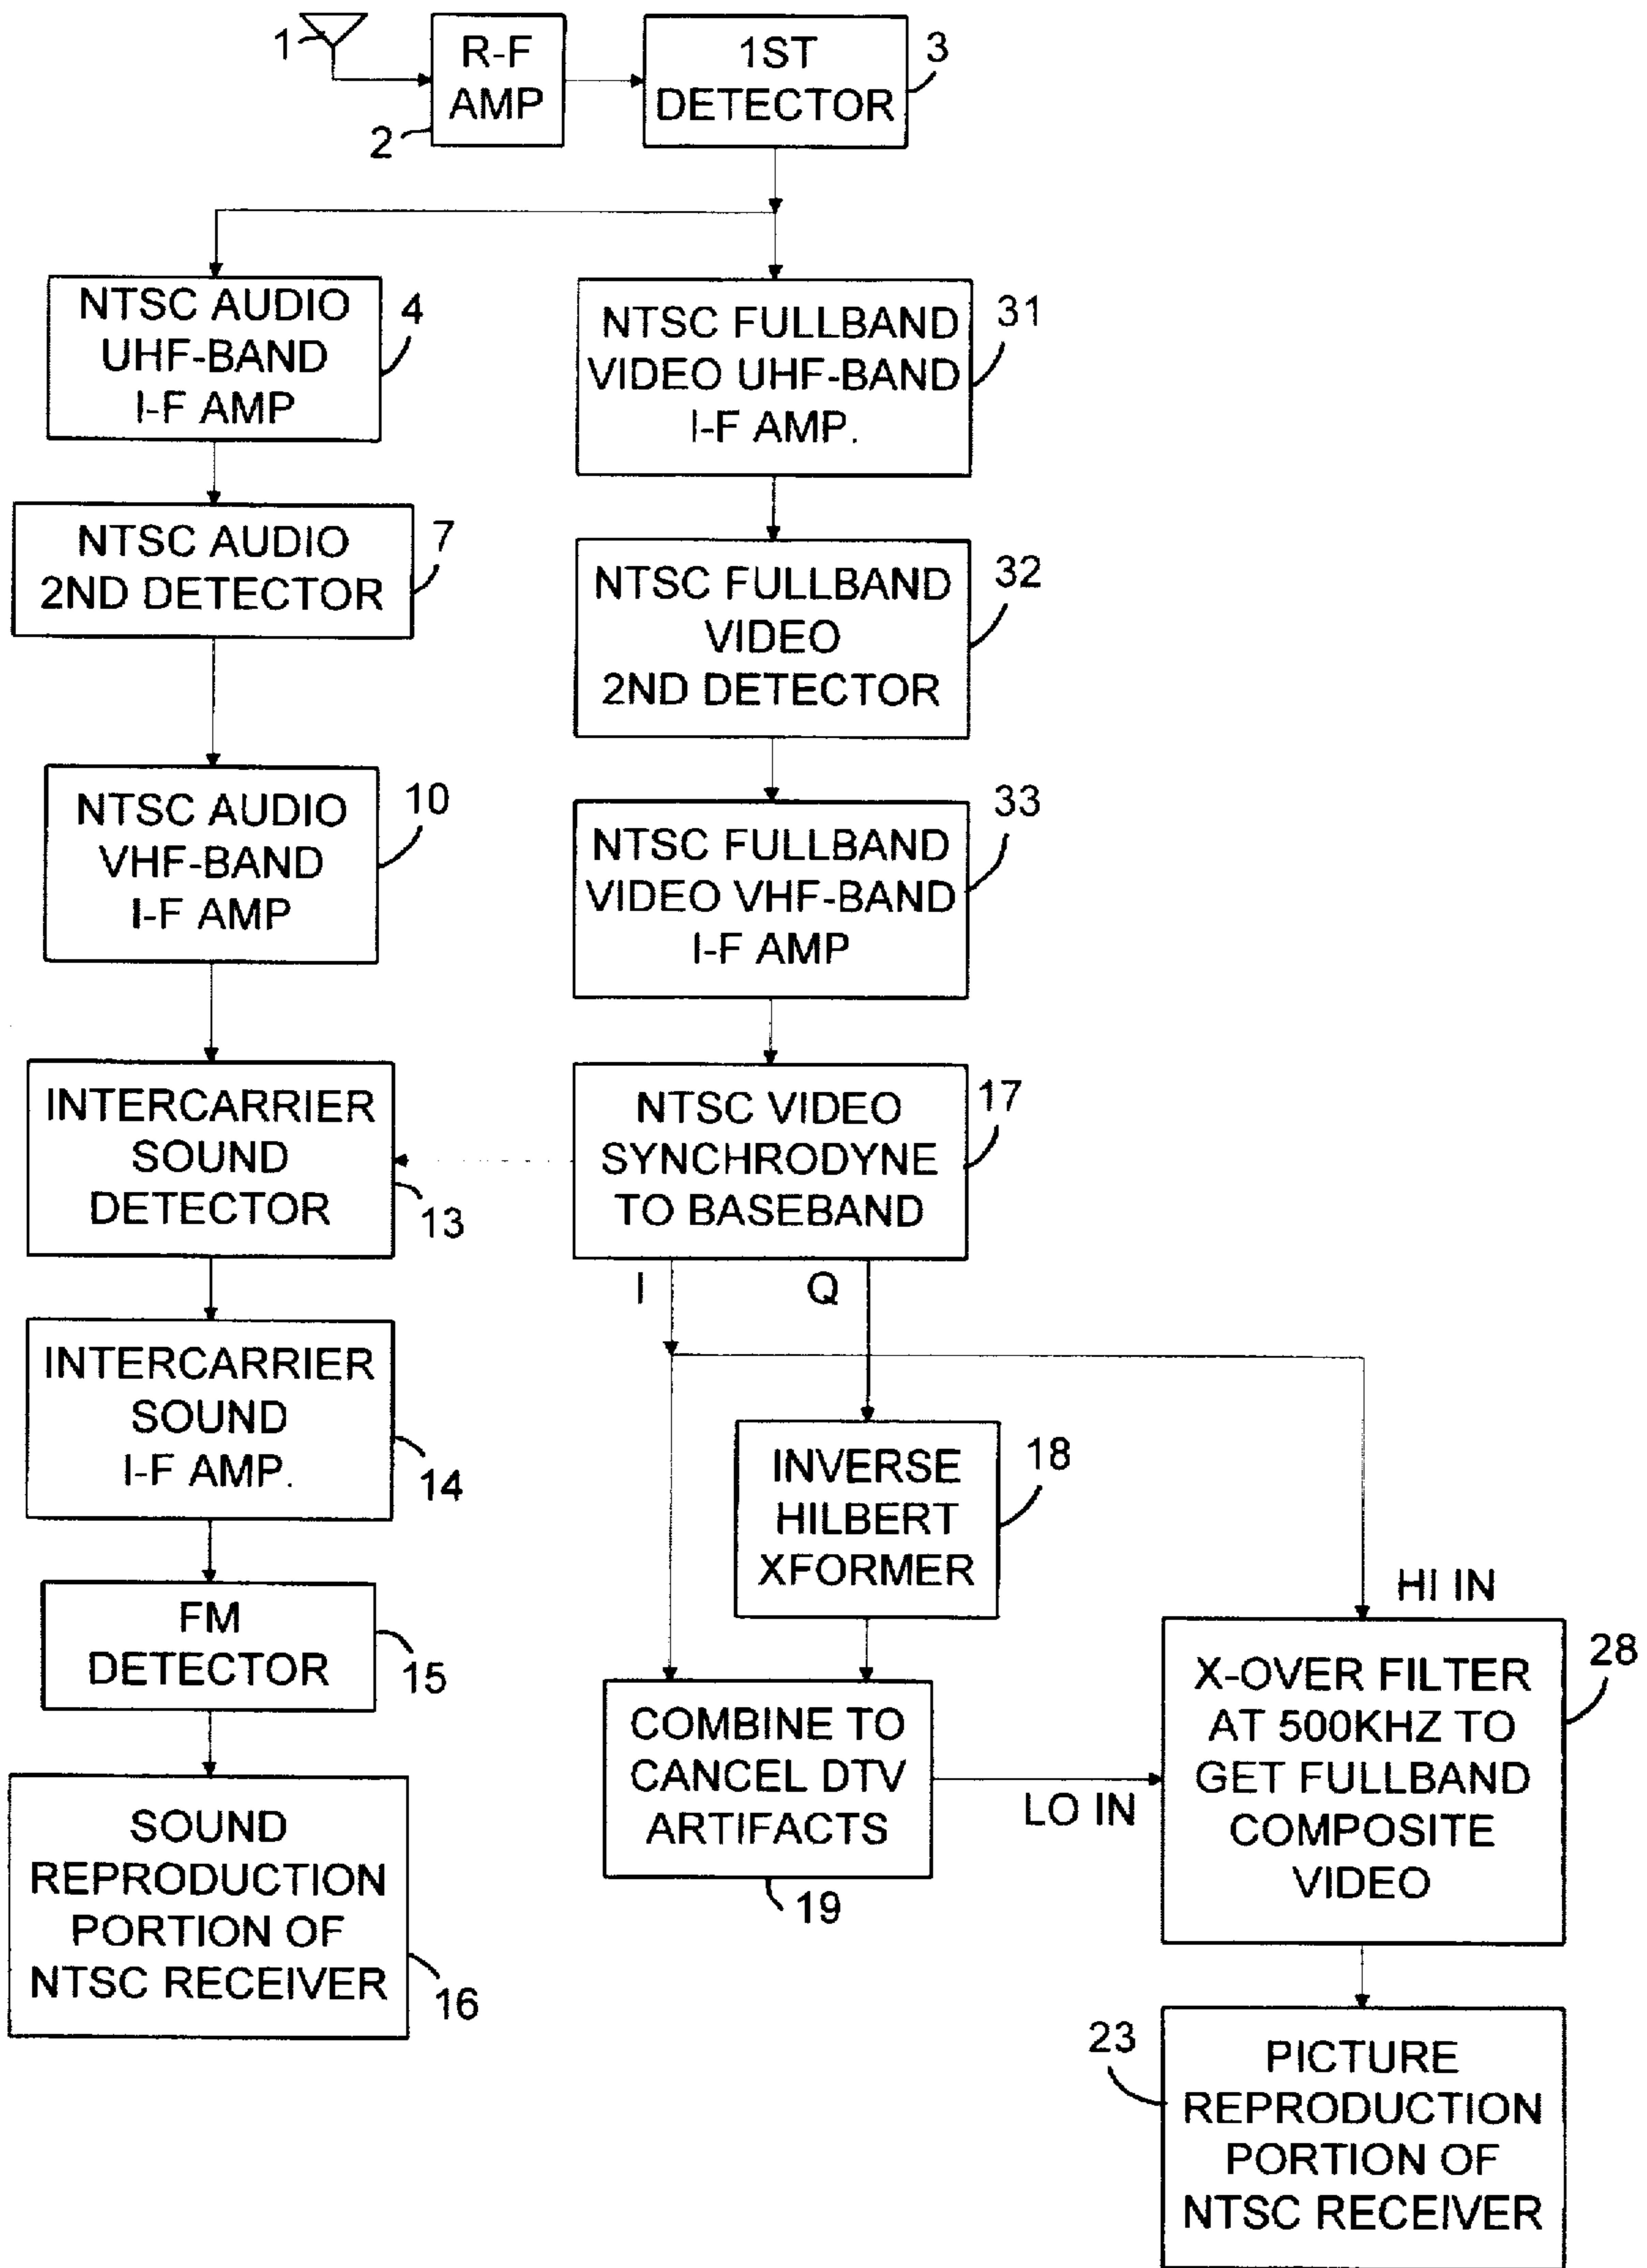 1
R-F
AMP
2
1ST
DETECTOR
3
NTSC AUDIO
UHF-BAND
I-F AMP
4
NTSC FULLBAND
VIDEO UHF-BAND
I-F AMP.
31
NTSC AUDIO
2ND DETECTOR
7
NTSC FULLBAND
VIDEO
2ND DETECTOR
32
NTSC AUDIO
VHF-BAND
I-F AMP
10
NTSC FULLBAND
VIDEO VHF-BAND
I-F AMP
33
INTERCARRIER
SOUND
DETECTOR
13
NTSC VIDEO
SYNCHRODYNE
TO BASEBAND
17
I
Q
INTERCARRIER
SOUND
I-F AMP.
14
INVERSE
HILBERT
XFORMER
18
FM
DETECTOR
15
COMBINE TO
CANCEL DTV
ARTIFACTS
19
HI IN
LO IN
X-OVER FILTER
AT 500KHZ TO
GET FULLBAND
COMPOSITE
VIDEO
28
SOUND
REPRODUCTION
PORTION OF
NTSC RECEIVER
16
23
PICTURE
REPRODUCTION
PORTION OF
NTSC RECEIVER